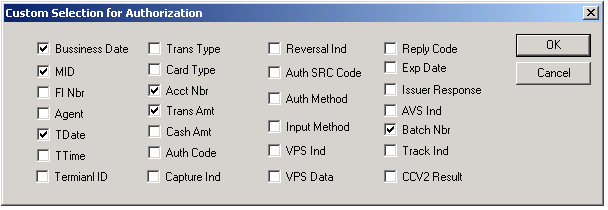 Custom Selection for Authorization
Bussiness Date
Trans Type
Reversal Ind
Reply Code
OK
MID
Card Type
Auth SRC Code
Exp Date
Cancel
FI Nbr
Acct Nbr
Auth Method
Issuer Response
Agent
Trans Amt
Input Method
AVS Ind
TDate
Cash Amt
VPS Ind
Batch Nbr
TTime
Auth Code
VPS Data
Track Ind
Termianl ID
Capture Ind
CCV2 Result